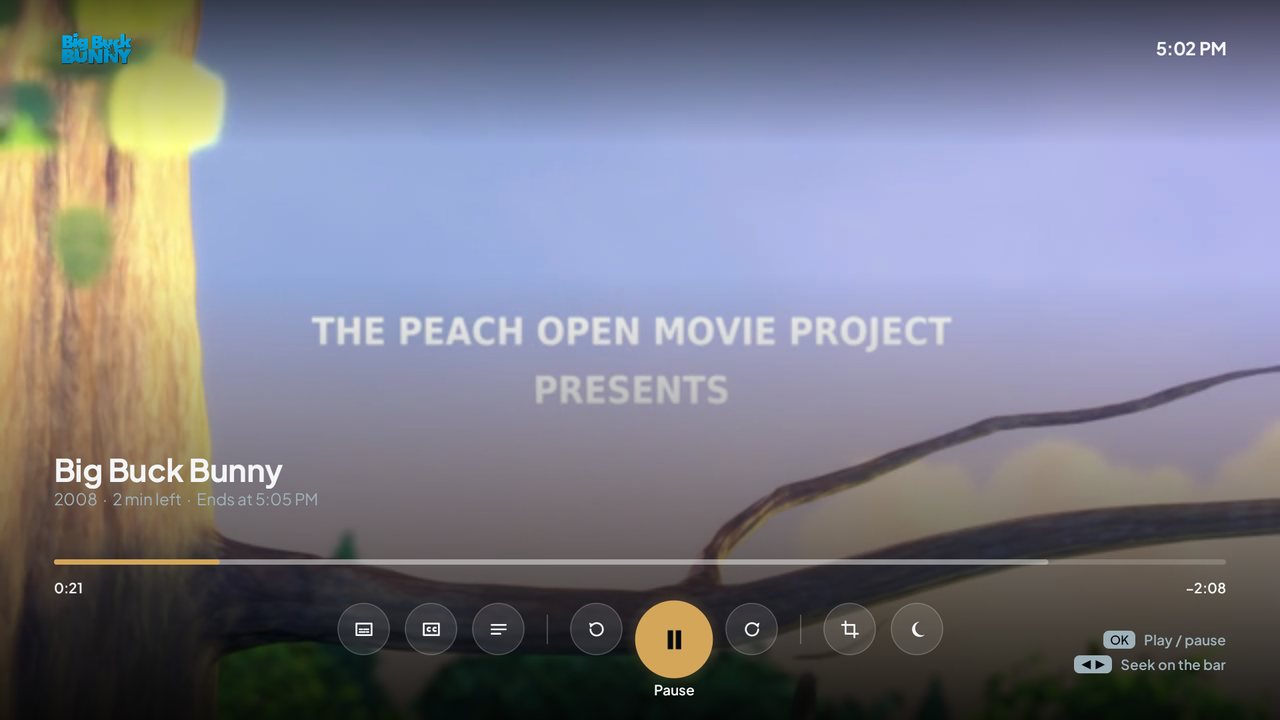 Big Buck
BUNNY
5:02 PM
THE PEACH OPEN MOVIE PROJECT
PRESENTS
Big Buck Bunny
2008 · 2 min left · Ends at 5:05 PM
0:21
−2:08
CC
OK Play / pause
Seek on the bar
Pause